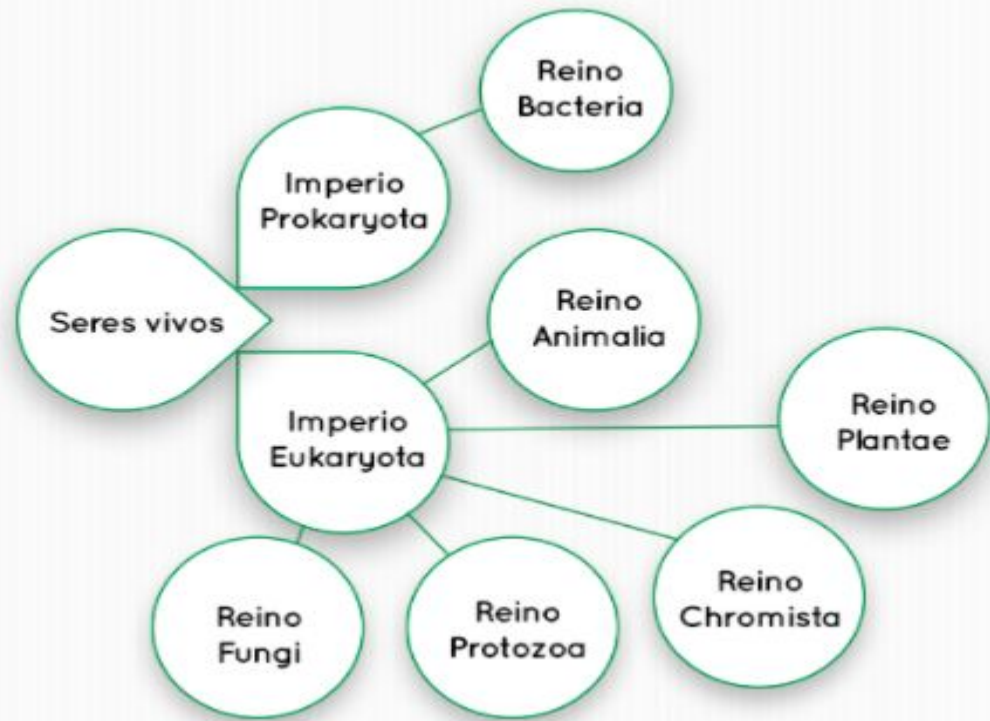 Reino
Bacteria
Imperio
Prokaryota
Seres vivos
Reino
Animalia
Imperio
Eukaryota
Reino
Plantae
Reino
Chromista
Reino
Protozoa
Reino
Fungi